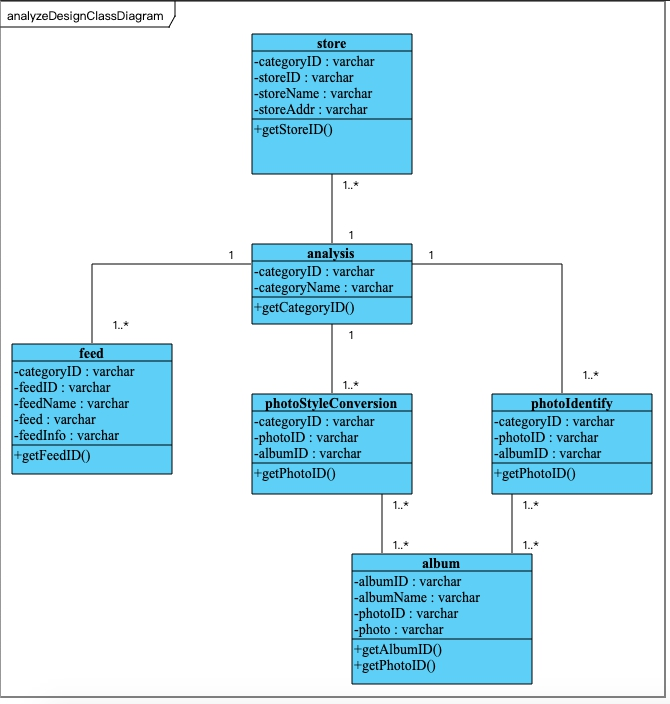 analyzeDesignClassDiagram
store
-categoryID : varchar
-storeID : varchar
-storeName : varchar
-storeAddr : varchar
+getStoreID()
1..*
1
analysis
-categoryID : varchar
-categoryName : varchar
+getCategoryID()
1
1
1
1..*
feed
-categoryID : varchar
-feedID : varchar
-feedName : varchar
-feed : varchar
-feedInfo : varchar
+getFeedID()
1..*
photoStyleConversion
-categoryID : varchar
-photoID : varchar
-albumID : varchar
+getPhotoID()
1..*
photoIdentify
-categoryID : varchar
-photoID : varchar
-albumID : varchar
+getPhotoID()
1..*
1..*
1..*
1..*
album
-albumID : varchar
-albumName : varchar
-photoID : varchar
-photo : varchar
+getAlbumID()
+getPhotoID()